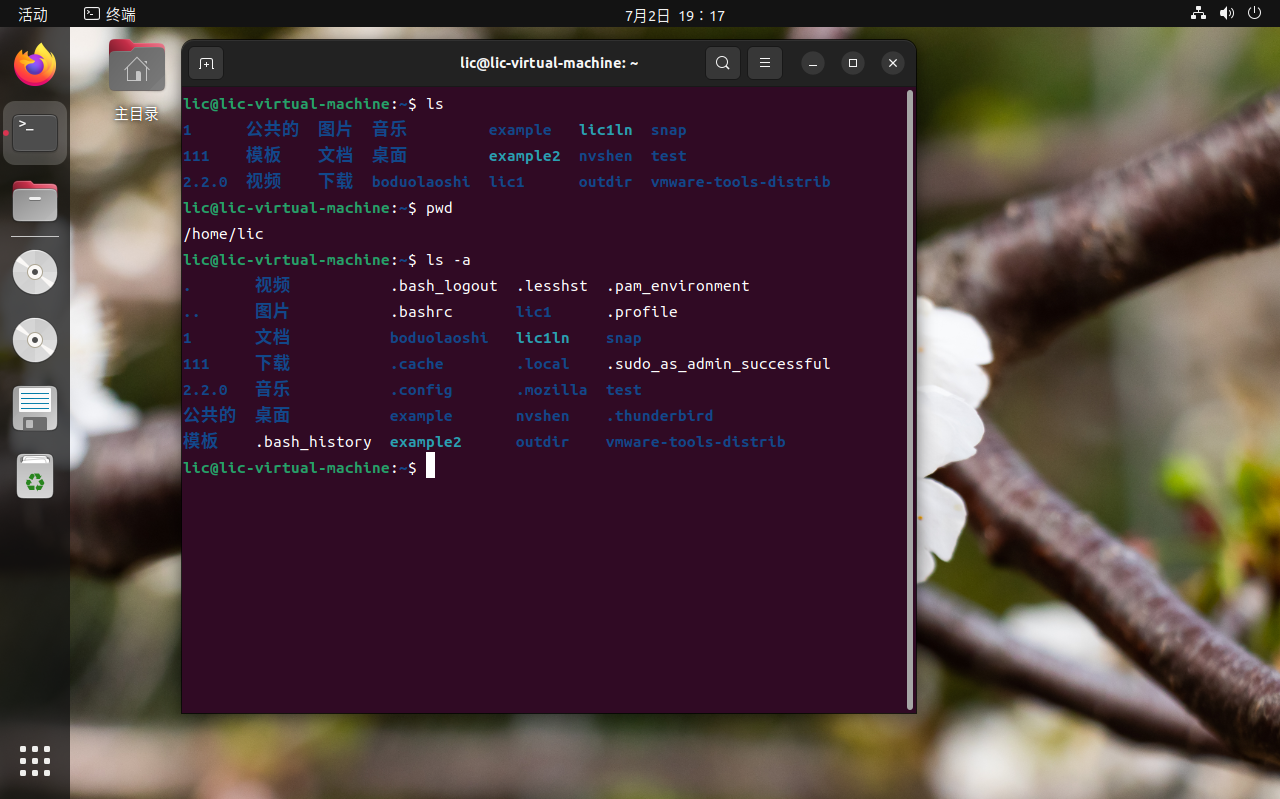 活动 终端 7月2日 19：17
主目录
lic@lic-virtual-machine: ~
lic@lic-virtual-machine:~$ ls
1 公共的 图片 音乐 example lic1ln snap
111 模板 文档 桌面 example2 nvshen test
2.2.0 视频 下载 boduolaoshi lic1 outdir vmware-tools-distrib
lic@lic-virtual-machine:~$ pwd
/home/lic
lic@lic-virtual-machine:~$ ls -a
. 视频 .bash_logout .lesshst .pam_environment
.. 图片 .bashrc lic1 .profile
1 文档 boduolaoshi lic1ln snap
111 下载 .cache .local .sudo_as_admin_successful
2.2.0 音乐 .config .mozilla test
公共的 桌面 example nvshen .thunderbird
模板 .bash_history example2 outdir vmware-tools-distrib
lic@lic-virtual-machine:~$